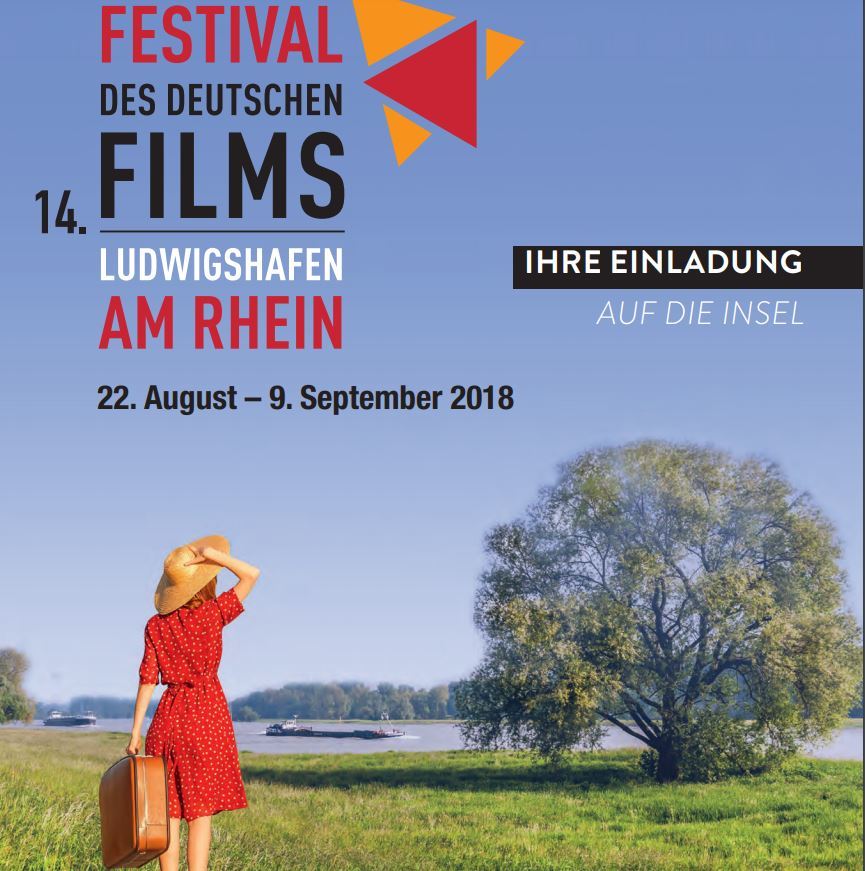 FESTIVAL
DES DEUTSCHEN
14. FILMS
LUDWIGSHAFEN
AM RHEIN
22. August – 9. September 2018
IHRE EINLADUNG
AUF DIE INSEL